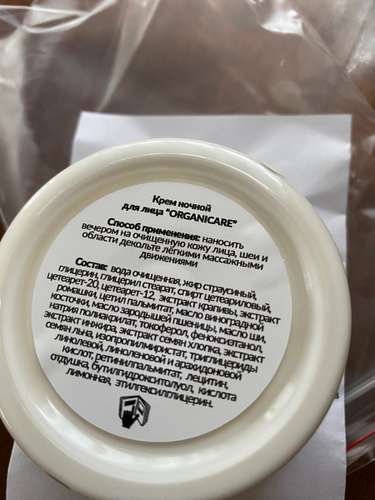 Крем ночной
для лица "ORGANICARE"
Способ применения: наносить
вечером на очищенную кожу лица, шеи и
области декольте лёгкими массажными
движениями
Состав: вода очищенная, жир страусиный,
глицерин, глицерил стеарат, спирт цетеариловый,
цетеарет-20, цетеарет-12, экстракт крапивы, экстракт
ромашки, цетил пальмитат, масло виноградной
косточки, масло зародышей пшеницы, масло ши,
натрия полиакрилат, токоферол, феноксиэтанол,
экстракт инжира, экстракт семян хлопка, экстракт
семян льна, изопропилмиристат, триглицериды
линолевой, линоленовой и арахидоновой
кислот, ретинилпальмитат, лецитин,
отдушка, бутилгидрокситолуол, кислота
лимонная, этилгексилглицерин.